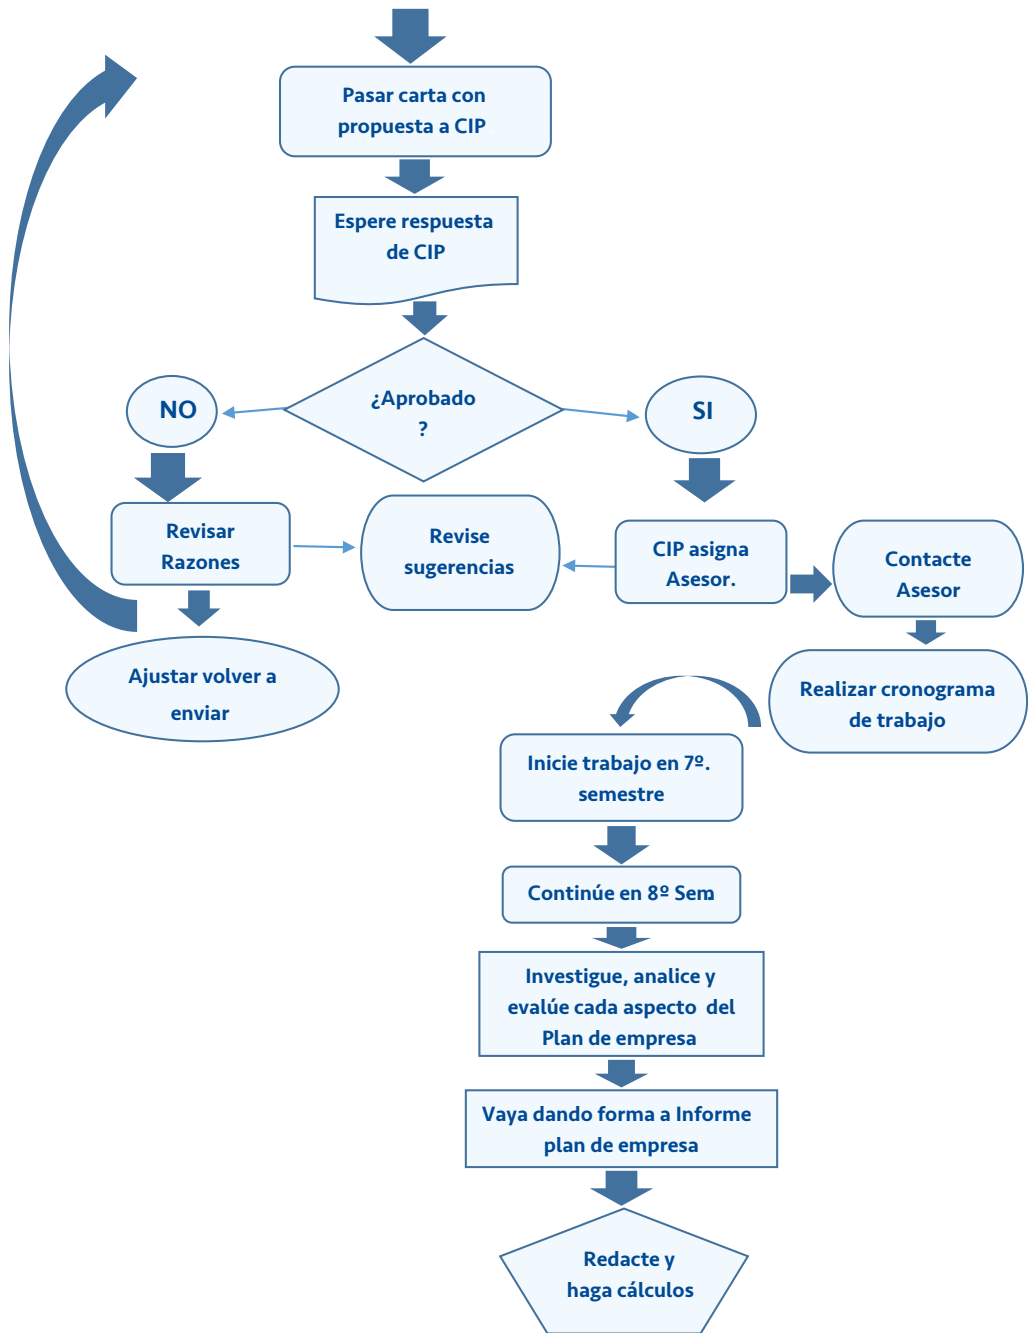 Pasar carta con
propuesta a CIP
Espere respuesta
de CIP
¿Aprobado
?
NO
SI
Revisar
Razones
Revise
sugerencias
CIP asigna
Asesor.
Contacte
Asesor
Ajustar volver a
enviar
Realizar cronograma
de trabajo
Inicie trabajo en 7º.
semestre
Continúe en 8º Sem.
Investigue, analice y
evalúe cada aspecto  del
Plan de empresa
Vaya dando forma a Informe
plan de empresa
Redacte y
haga cálculos